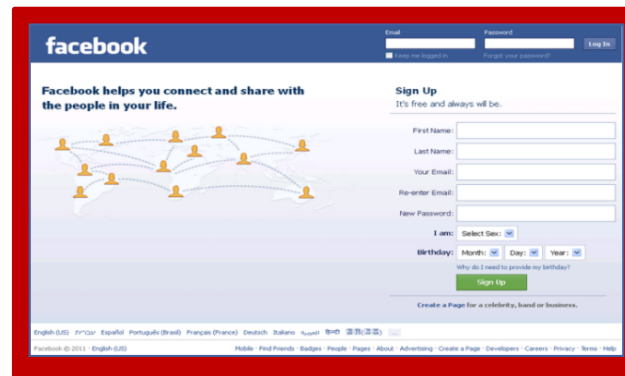 Email Password
facebook
Log In
Keep me logged in Forgot your password?
Facebook helps you connect and share with
the people in your life.
Sign Up
It's free and always will be.
First Name:
Last Name:
Your Email:
Re-enter Email:
New Password:
I am: Select Sex:
Birthday: Month: Day: Year:
Why do I need to provide my birthday?
Sign Up
Create a Page for a celebrity, band or business.
English (US) עברית Español Português (Brasil) Français (France) Deutsch Italiano العربية हिन्दी ...
Facebook © 2011 · English (US) Mobile · Find Friends · Badges · People · Pages · About · Advertising · Create a Page · Developers · Careers · Privacy · Terms · Help